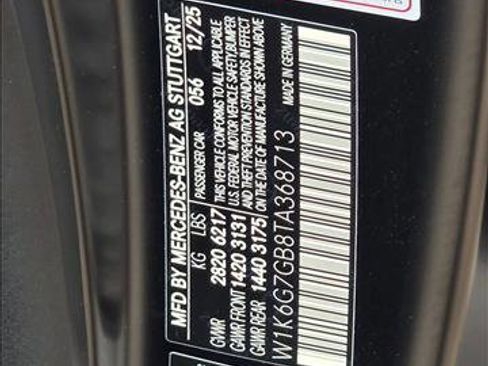 MFD BY MERCEDES-BENZ AG STUTTGART
PASSENGER CAR 056 12/25
KG LBS
GVWR 2820 6217
GAWR FRONT 1420 3131
GAWR REAR 1440 3175
THIS VEHICLE CONFORMS TO ALL APPLICABLE
U.S. FEDERAL MOTOR VEHICLE SAFETY, BUMPER
AND THEFT PREVENTION STANDARDS IN EFFECT
ON THE DATE OF MANUFACTURE SHOWN ABOVE
W1K6G7GB8TA368713 MADE IN GERMANY